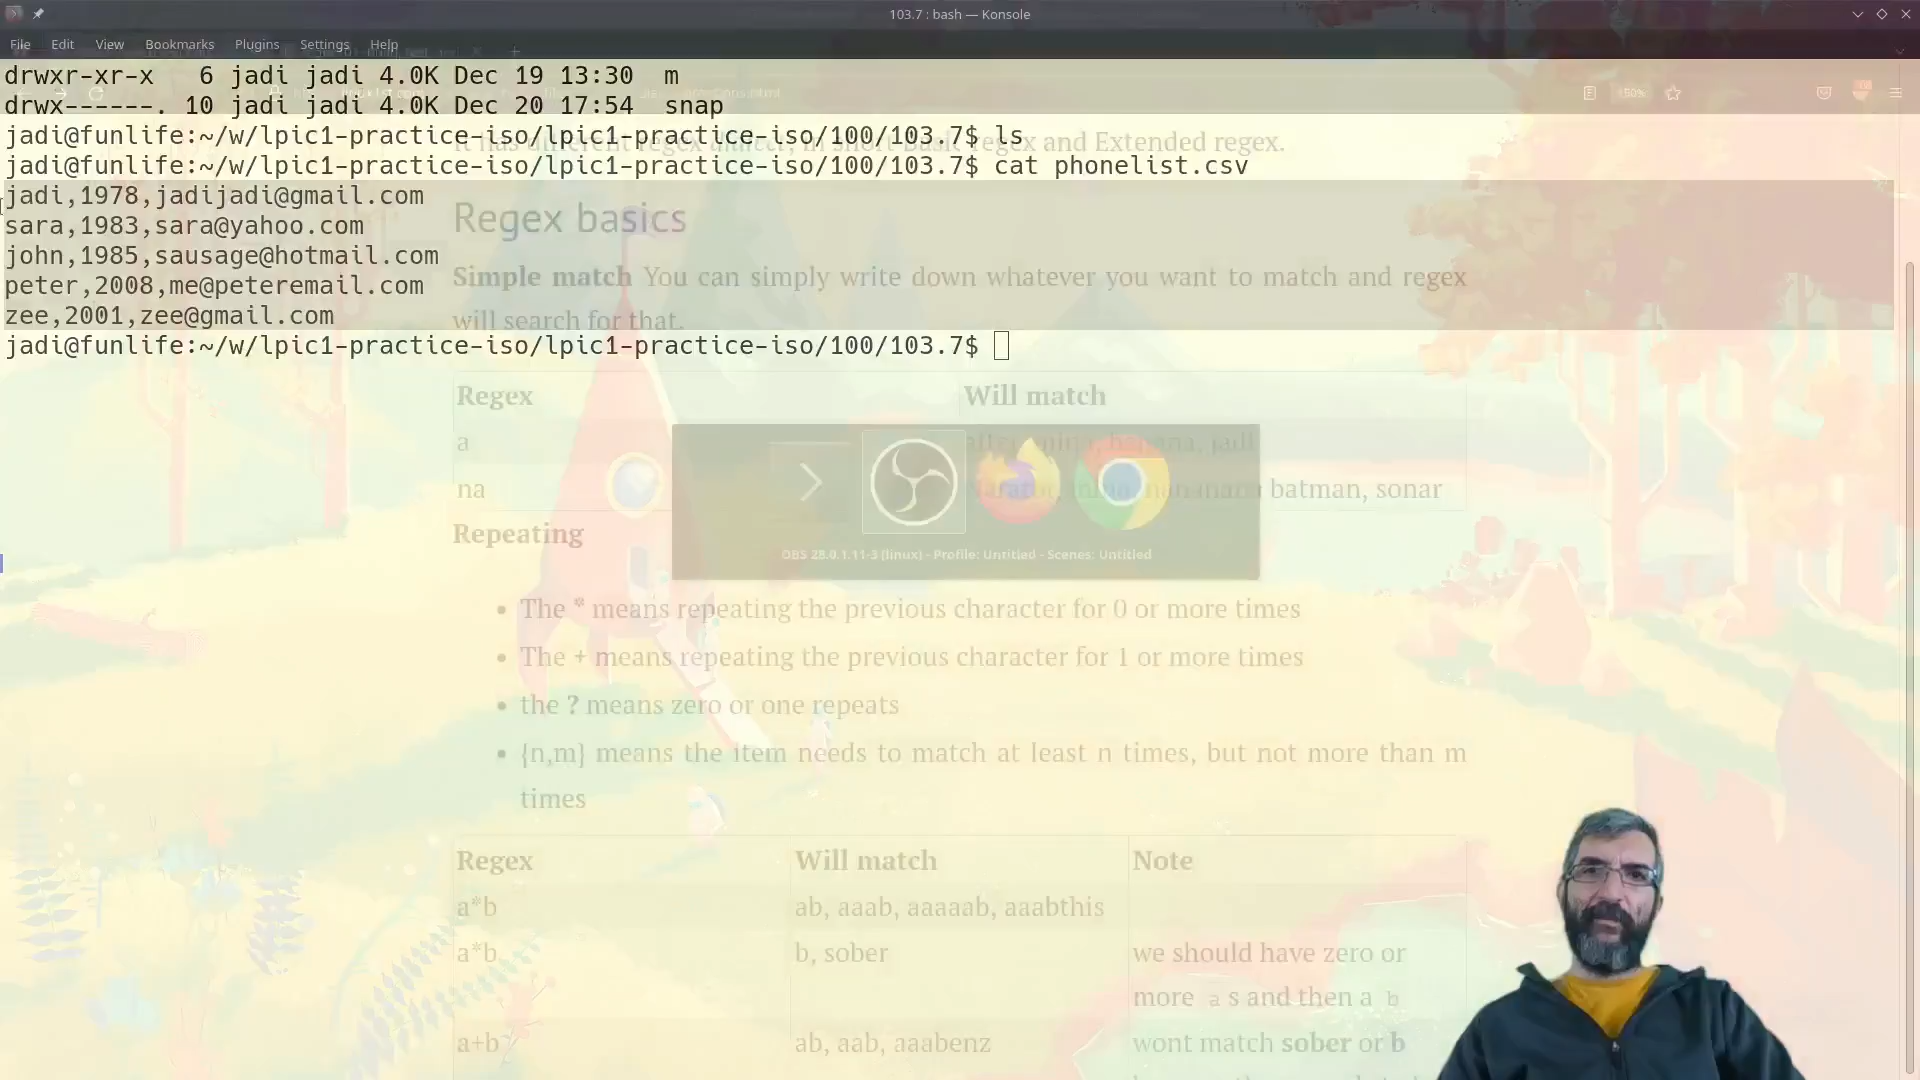 103.7 : bash — Konsole
File Edit View Bookmarks Plugins Settings Help
drwxr-xr-x   6 jadi jadi 4.0K Dec 19 13:30  m
drwx------. 10 jadi jadi 4.0K Dec 20 17:54  snap
150%
jadi@funlife:~/w/lpic1-practice-iso/lpic1-practice-iso/100/103.7$ ls
regex and Extended regex.
jadi@funlife:~/w/lpic1-practice-iso/lpic1-practice-iso/100/103.7$ cat phonelist.csv
jadi,1978,jadijadi@gmail.com
sara,1983,sara@yahoo.com
john,1985,sausage@hotmail.com
peter,2008,me@peteremail.com
zee,2001,zee@gmail.com
jadi@funlife:~/w/lpic1-practice-iso/lpic1-practice-iso/100/103.7$
Regex basics
Simple match You can simply write down whatever you want to match and regex
will search for that.
Regex Will match
a banana, jadi
na batman, sonar
OBS 28.0.1.11-3 (linux) - Profile: Untitled - Scenes: Untitled
Repeating
• The * means repeating the previous character for 0 or more times
• The + means repeating the previous character for 1 or more times
• the ? means zero or one repeats
• {n,m} means the item needs to match at least n times, but not more than m
times
Regex Will match Note
a*b ab, aaab, aaaaab, aaabthis
a*b b, sober we should have zero or
more a s and then a b
a+b ab, aab, aaabenz wont match sober or b